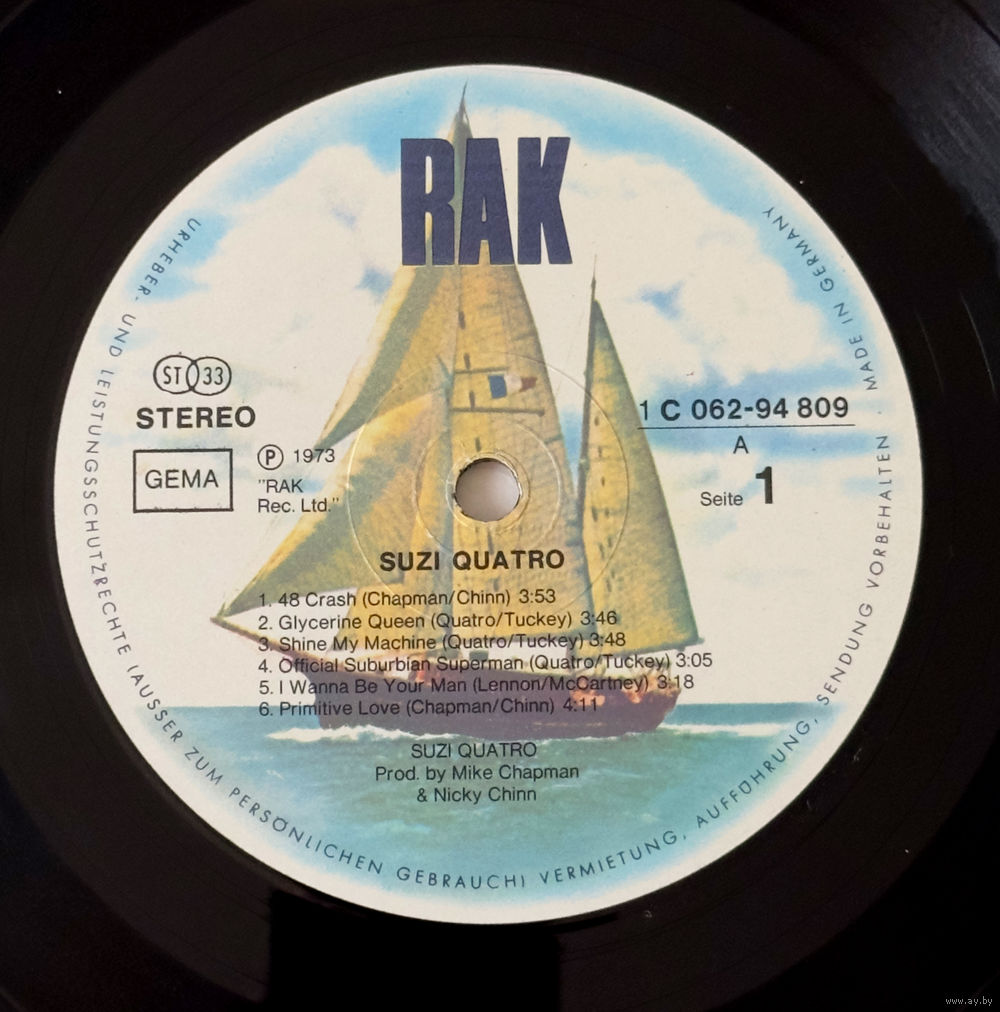 RAK
URHEBER- UND LEISTUNGSSCHUTZRECHTE (AUSSER ZUM PERSÖNLICHEN GEBRAUCH) VERMIETUNG, AUFFÜHRUNG, SENDUNG VORBEHALTEN MADE IN GERMANY
ST 33
STEREO
GEMA
Ⓟ 1973
"RAK
Rec. Ltd."
1 C 062-94 809
A
Seite 1
SUZI QUATRO
1. 48 Crash (Chapman/Chinn) 3:53
2. Glycerine Queen (Quatro/Tuckey) 3:46
3. Shine My Machine (Quatro/Tuckey) 3:48
4. Official Suburbian Superman (Quatro/Tuckey) 3:05
5. I Wanna Be Your Man (Lennon/McCartney) 3:18
6. Primitive Love (Chapman/Chinn) 4:11
SUZI QUATRO
Prod. by Mike Chapman
& Nicky Chinn
www.ay.by